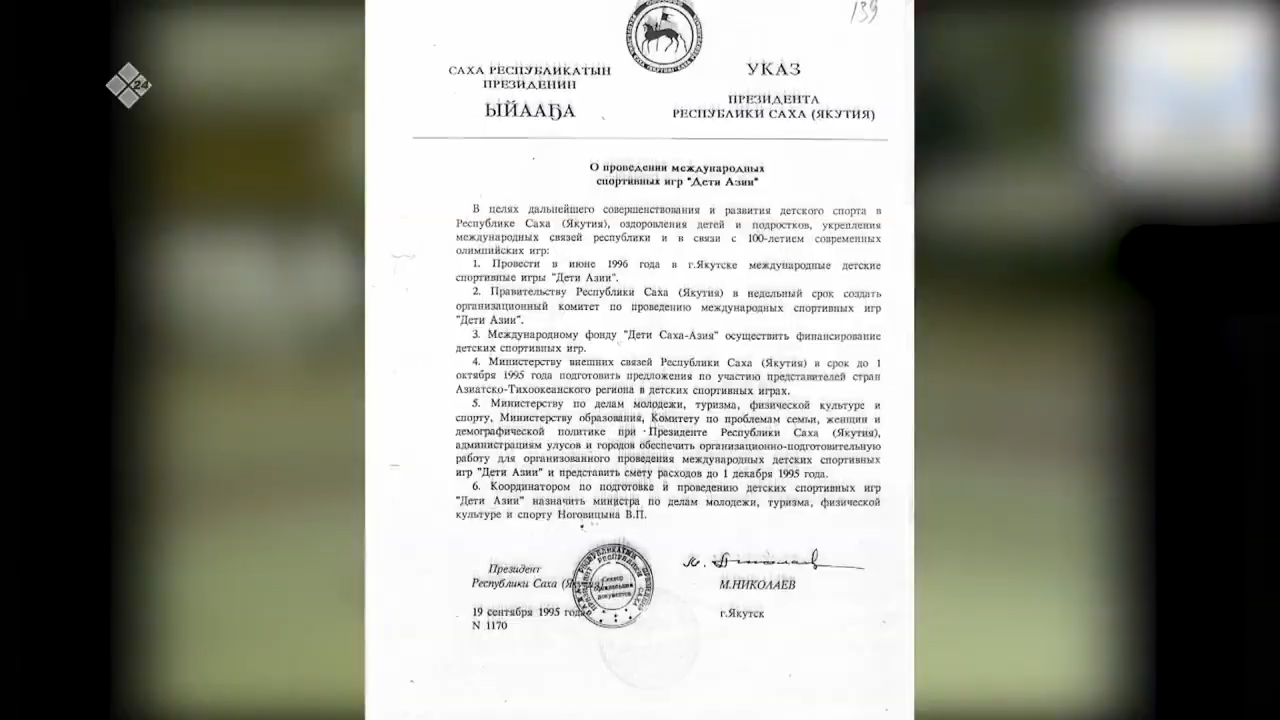 139
24
САХА РЕСПУБЛИКАТЫН
ПРЕЗИДЕНИН
ЫЙААҔА
УКАЗ
ПРЕЗИДЕНТА
РЕСПУБЛИКИ САХА (ЯКУТИЯ)
О проведении международных
спортивных игр "Дети Азии"
В целях дальнейшего совершенствования и развития детского спорта в
Республике Саха (Якутия), оздоровления детей и подростков, укрепления
международных связей республики и в связи с 100-летием современных
олимпийских игр:
1. Провести в июне 1996 года в г.Якутске международные детские
спортивные игры "Дети Азии".
2. Правительству Республики Саха (Якутия) в недельный срок создать
организационный комитет по проведению международных спортивных игр
"Дети Азии".
3. Международному фонду "Дети Саха-Азия" осуществить финансирование
детских спортивных игр.
4. Министерству внешних связей Республики Саха (Якутия) в срок до 1
октября 1995 года подготовить предложения по участию представителей стран
Азиатско-Тихоокеанского региона в детских спортивных играх.
5. Министерству по делам молодежи, туризма, физической культуре и
спорту, Министерству образования, Комитету по проблемам семьи, женщин и
демографической политике при Президенте Республики Саха (Якутия),
администрациям улусов и городов обеспечить организационно-подготовительную
работу для организованного проведения международных детских спортивных
игр "Дети Азии" и представить смету расходов до 1 декабря 1995 года.
6. Координатором по подготовке и проведению детских спортивных игр
"Дети Азии" назначить министра по делам молодежи, туризма, физической
культуре и спорту Ноговицына В.П.
Президент
Республики Саха (Якутия)
М.НИКОЛАЕВ
19 сентября 1995 года
г.Якутск
N 1170